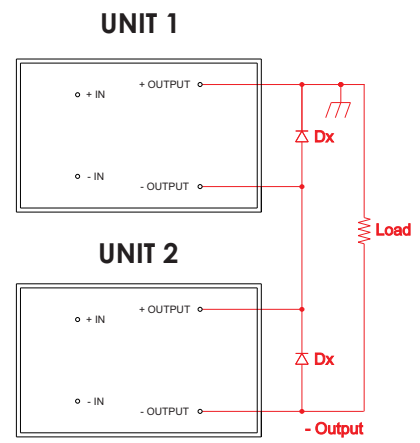 UNIT 1
+ OUTPUT
+ IN
Dx
- IN
- OUTPUT
Load
UNIT 2
+ OUTPUT
+ IN
Dx
- IN
- OUTPUT
- Output